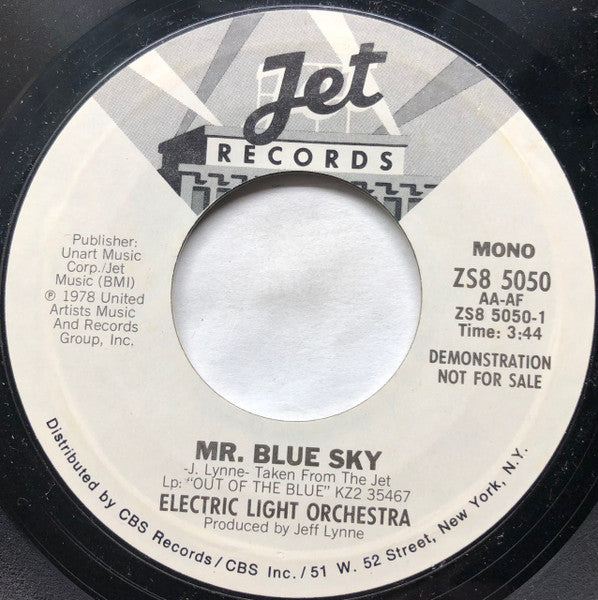 Jet
RECORDS
Publisher:
Unart Music
Corp./Jet
Music (BMI)
℗ 1978 United
Artists Music
And Records
Group, Inc.
MONO
ZS8 5050
AA-AF
ZS8 5050-1
Time: 3:44
DEMONSTRATION
NOT FOR SALE
MR. BLUE SKY
-J. Lynne- Taken From The Jet
Lp: "OUT OF THE BLUE" KZ2 35467
ELECTRIC LIGHT ORCHESTRA
Produced by Jeff Lynne
Distributed by CBS Records/CBS Inc./51 W. 52 Street, New York, N.Y.